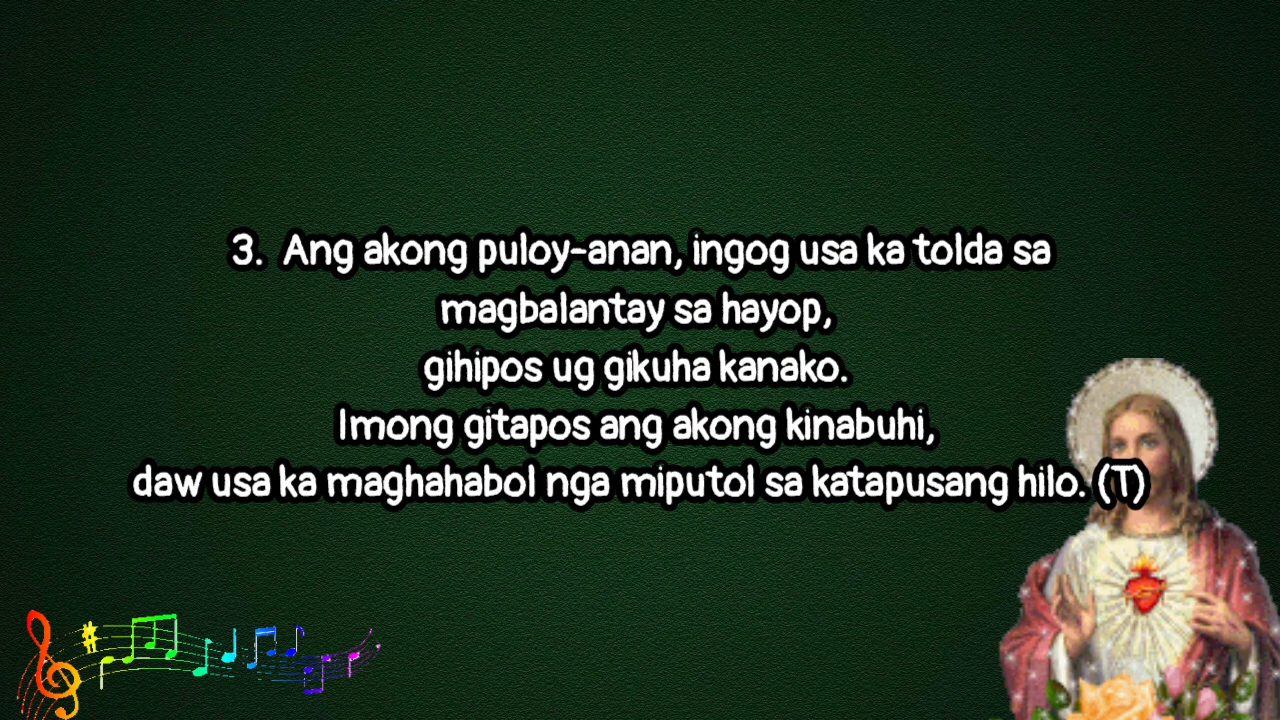 3. Ang akong puloy-anan, ingog usa ka tolda sa
magbalantay sa hayop,
gihipos ug gikuha kanako.
Imong gitapos ang akong kinabuhi,
daw usa ka maghahabol nga miputol sa katapusang hilo. (T)